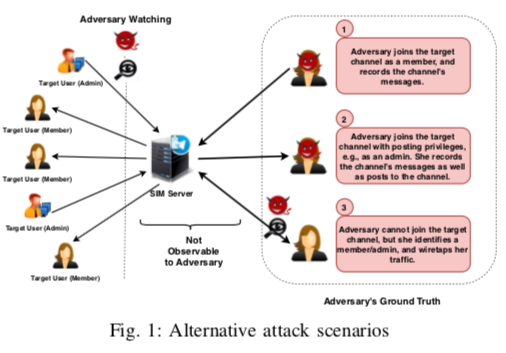 Adversary Watching
Target User (Admin)
Target User (Member)
Target User (Member)
Target User (Admin)
Target User (Member)
SIM Server
Not
Observable
to Adversary
1
Adversary joins the target
channel as a member, and
records the channel's
messages.
2
Adversary joins the target
channel with posting privileges,
e.g., as an admin. She records
the channel's messages as well
as posts to the channel.
3
Adversary cannot join the target
channel, but she identifies a
member/admin, and wiretaps her
traffic.
Adversary's Ground Truth
Fig. 1: Alternative attack scenarios